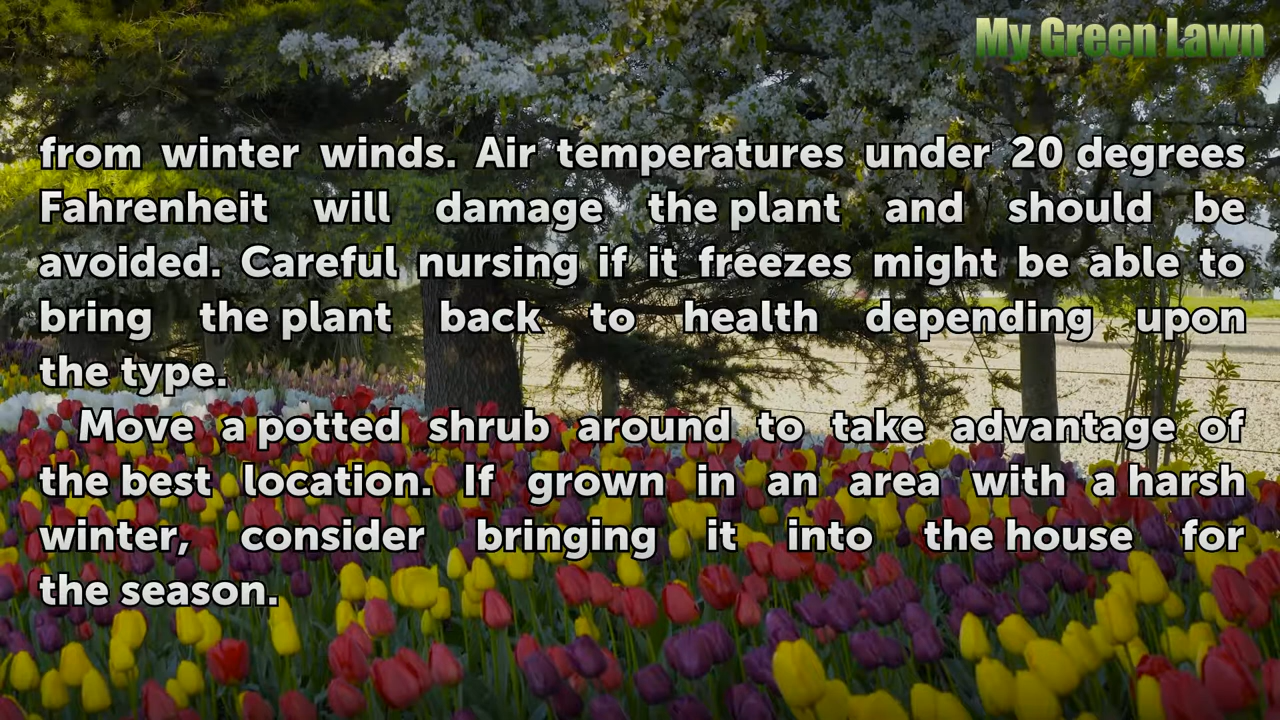 My Green Lawn
from winter winds. Air temperatures under 20 degrees
Fahrenheit will damage the plant and should be
avoided. Careful nursing if it freezes might be able to
bring the plant back to health depending upon
the type.
Move a potted shrub around to take advantage of
the best location. If grown in an area with a harsh
winter, consider bringing it into the house for
the season.